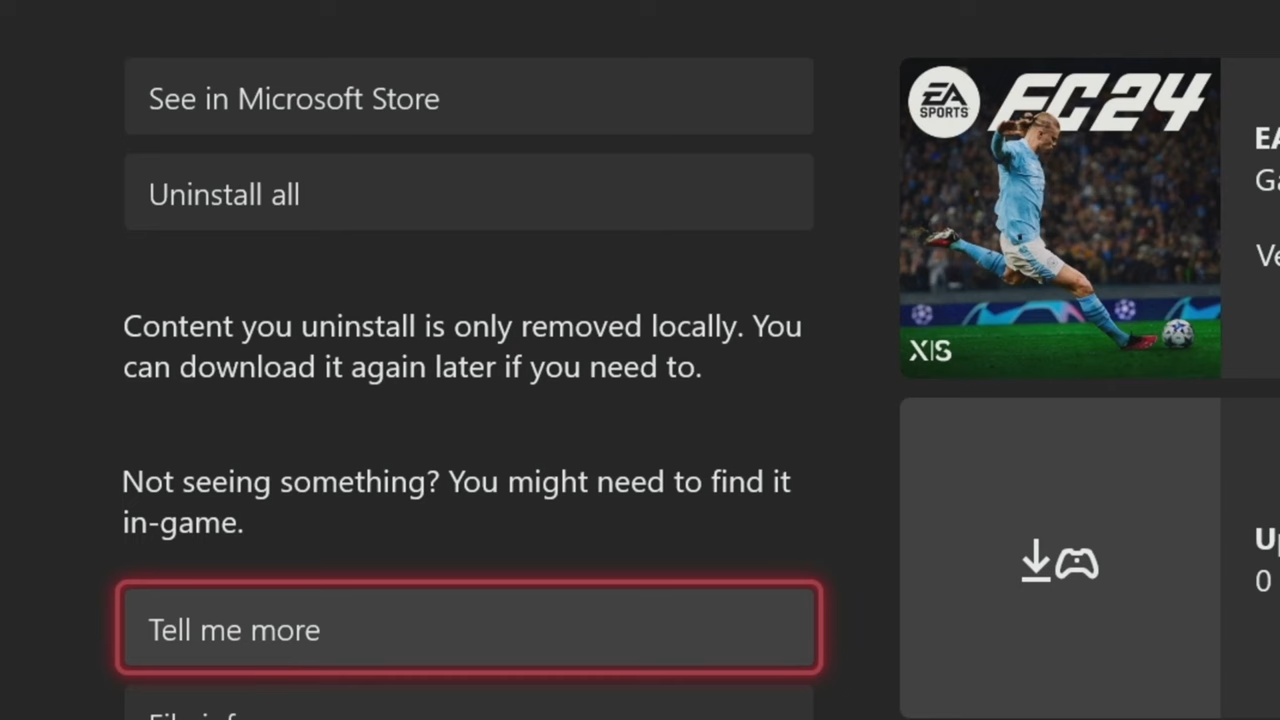 See in Microsoft Store
Uninstall all
Content you uninstall is only removed locally. You
can download it again later if you need to.
Not seeing something? You might need to find it
in-game.
Tell me more
EA
SPORTS
FC24
X|S
0